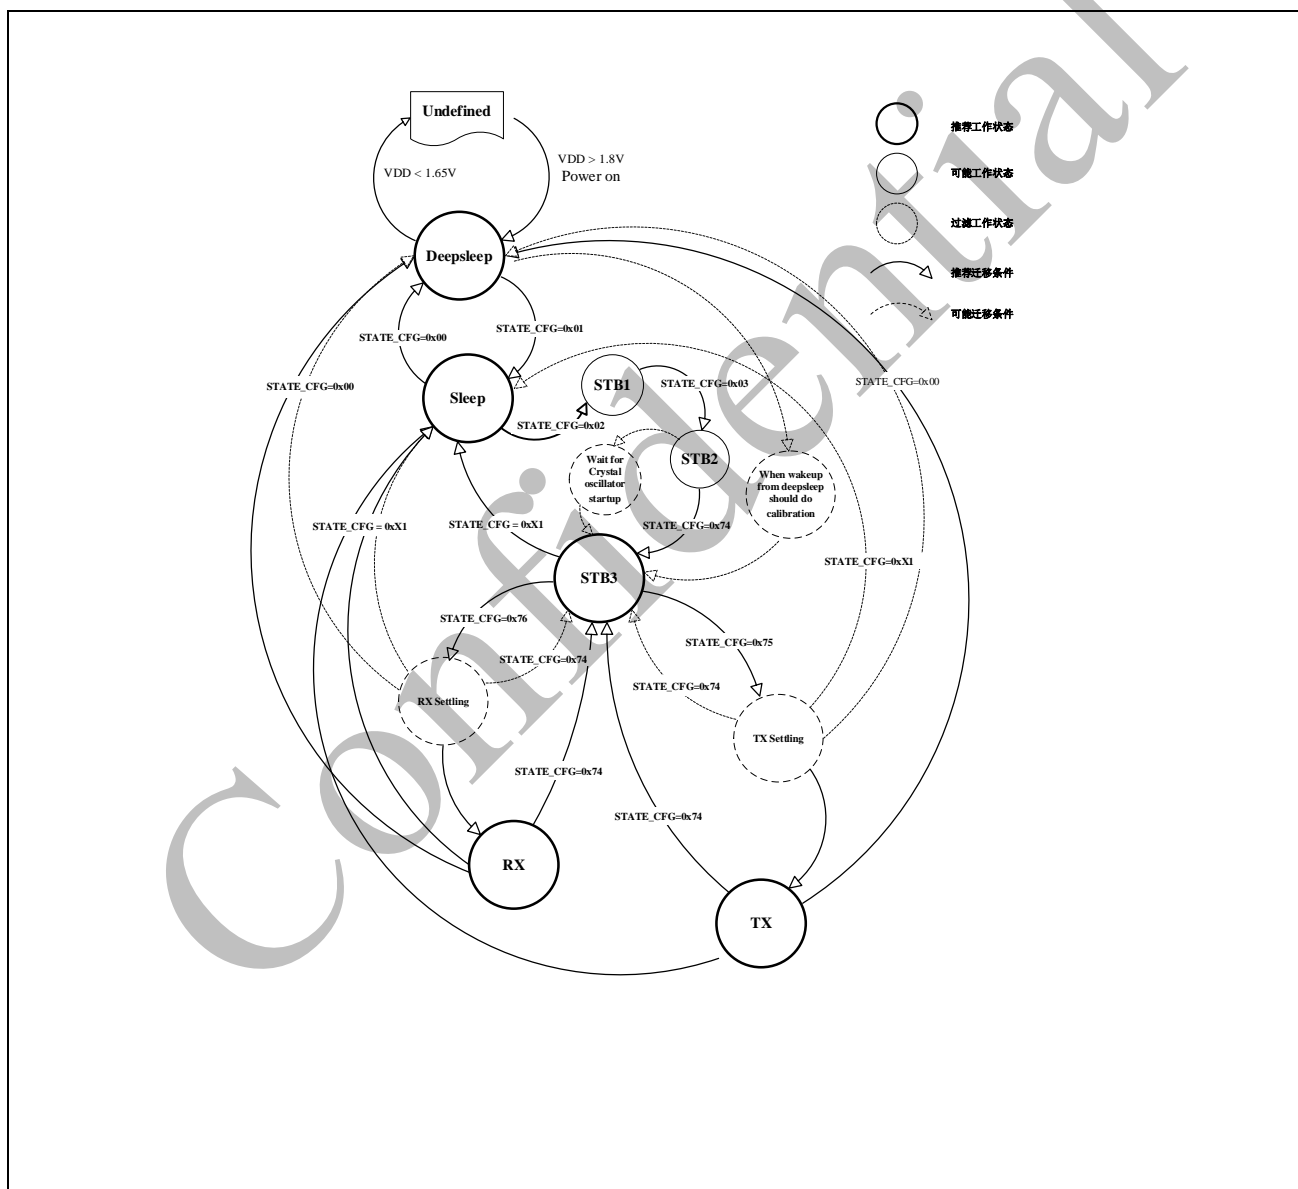 Undefined
VDD < 1.65V
VDD > 1.8V
Power on
推荐工作状态
可能工作状态
过滤工作状态
推荐迁移条件
可能迁移条件
Deepsleep
STATE_CFG=0x00
STATE_CFG=0x01
STATE_CFG=0x00
STATE_CFG=0x00
Sleep
STB1
STATE_CFG=0x03
STATE_CFG=0x02
STB2
Wait for
Crystal
oscillator
startup
When wakeup
from deepsleep
should do
calibration
STATE_CFG = 0xX1
STATE_CFG = 0xX1
STATE_CFG=0x74
STATE_CFG=0xX1
STB3
STATE_CFG=0x76
STATE_CFG=0x75
STATE_CFG=0x74
STATE_CFG=0x74
RX Settling
TX Settling
STATE_CFG=0x74
STATE_CFG=0x74
RX
TX
Confidential